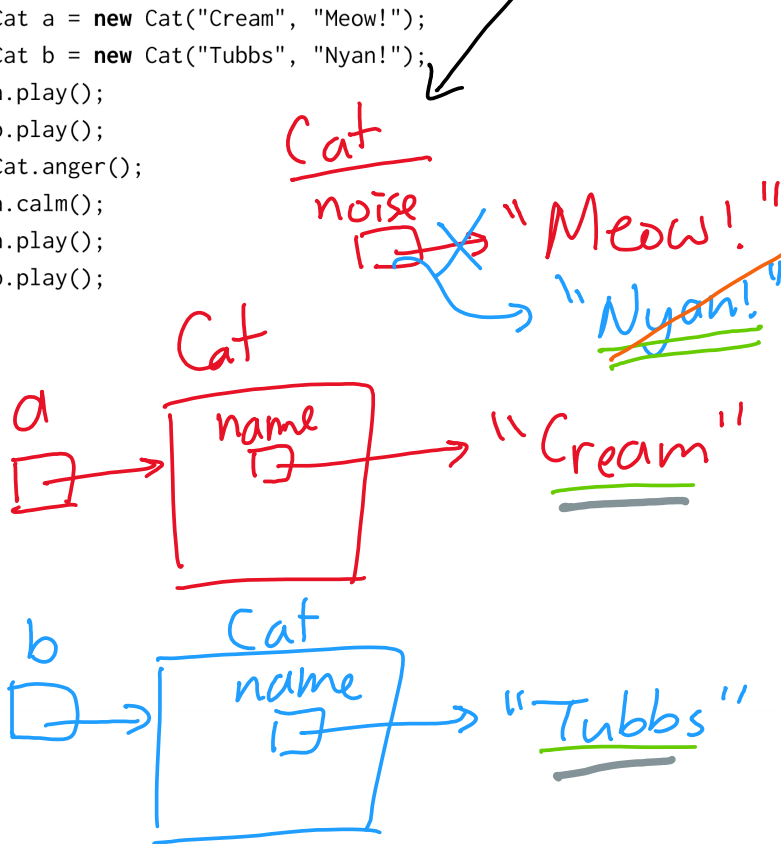 Cat a = new Cat("Cream", "Meow!");
Cat b = new Cat("Tubbs", "Nyan!");
a.play();
b.play();
Cat.anger();
a.calm();
a.play();
b.play();
Cat
noise
"Meow!"
"Nyan!"
Cat
a
name
"Cream"
Cat
b
name
"Tubbs"